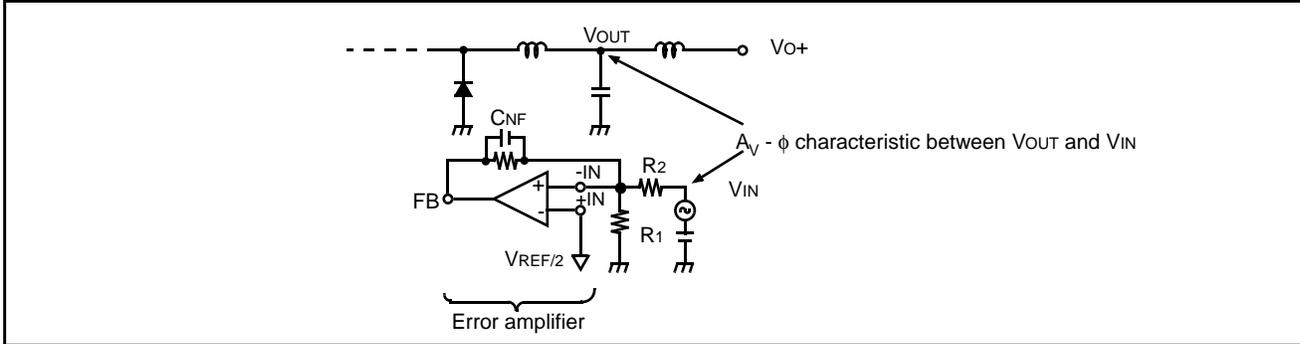 VOUT
VO+
CNF
AV - ϕ characteristic between VOUT and VIN
-IN
R2
VIN
+
FB
+IN
-
R1
VREF/2
Error amplifier